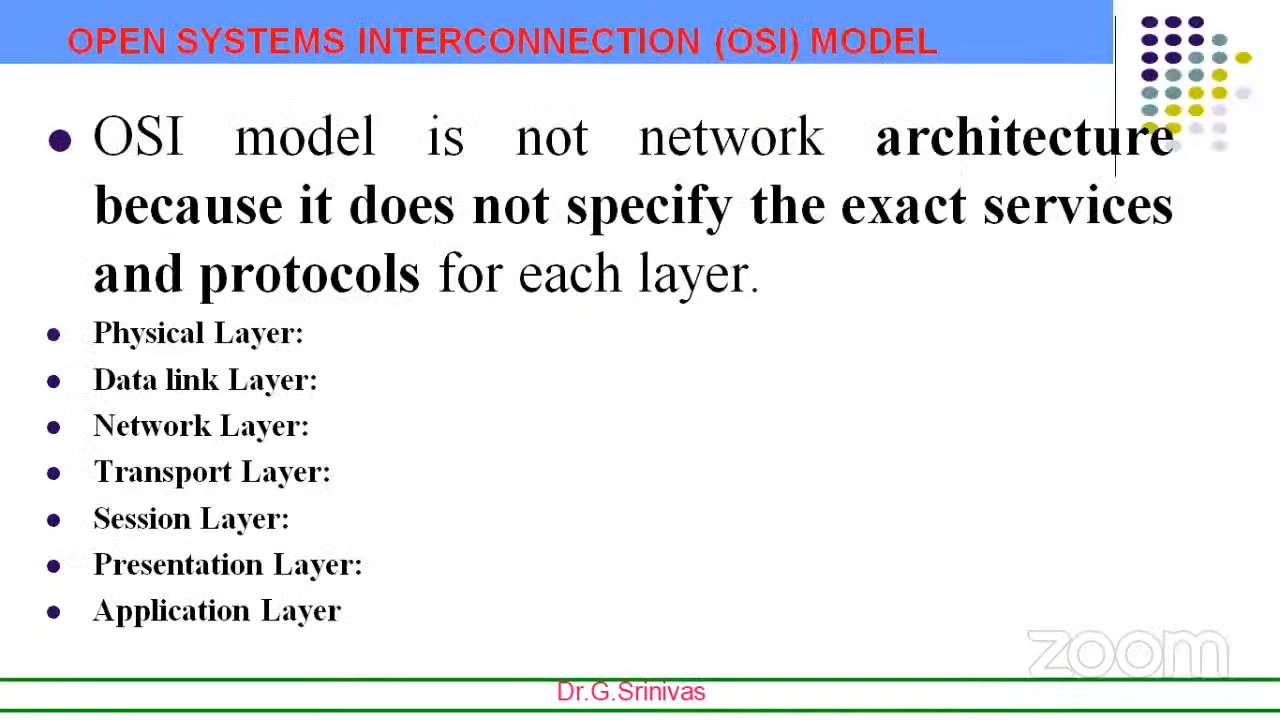 OPEN SYSTEMS INTERCONNECTION (OSI) MODEL
OSI model is not network architecture
because it does not specify the exact services
and protocols for each layer.
Physical Layer:
Data link Layer:
Network Layer:
Transport Layer:
Session Layer:
Presentation Layer:
Application Layer
zoom
Dr.G.Srinivas